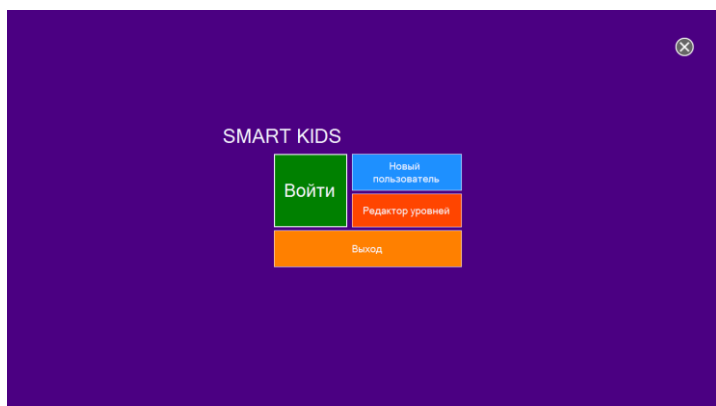 SMART KIDS
Войти
Новый
пользователь
Редактор уровней
Выход